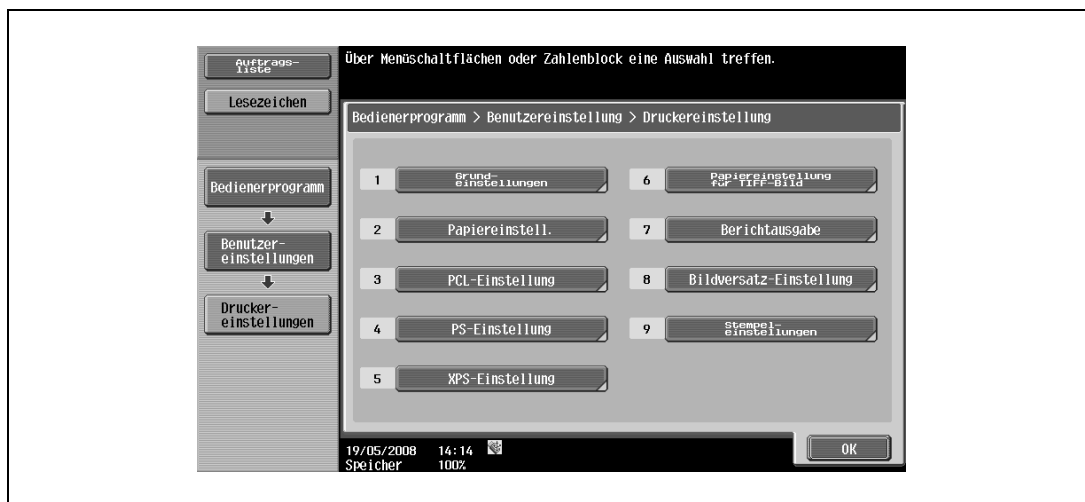 Auftrags-
liste
Lesezeichen
Bedienerprogramm
Benutzer-
einstellungen
Drucker-
einstellungen
Über Menüschaltflächen oder Zahlenblock eine Auswahl treffen.
Bedienerprogramm > Benutzereinstellung > Druckereinstellung
1 Grund-
einstellungen
2 Papiereinstell.
3 PCL-Einstellung
4 PS-Einstellung
5 XPS-Einstellung
6 Papiereinstellung
für TIFF-Bild
7 Berichtausgabe
8 Bildversatz-Einstellung
9 Stempel-
einstellungen
19/05/2008 14:14
Speicher 100%
OK